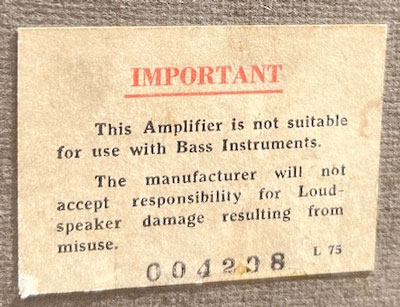 IMPORTANT
This Amplifier is not suitable
for use with Bass Instruments.
The manufacturer will not
accept responsibility for Loud-
speaker damage resulting from
misuse.
004298
L 75